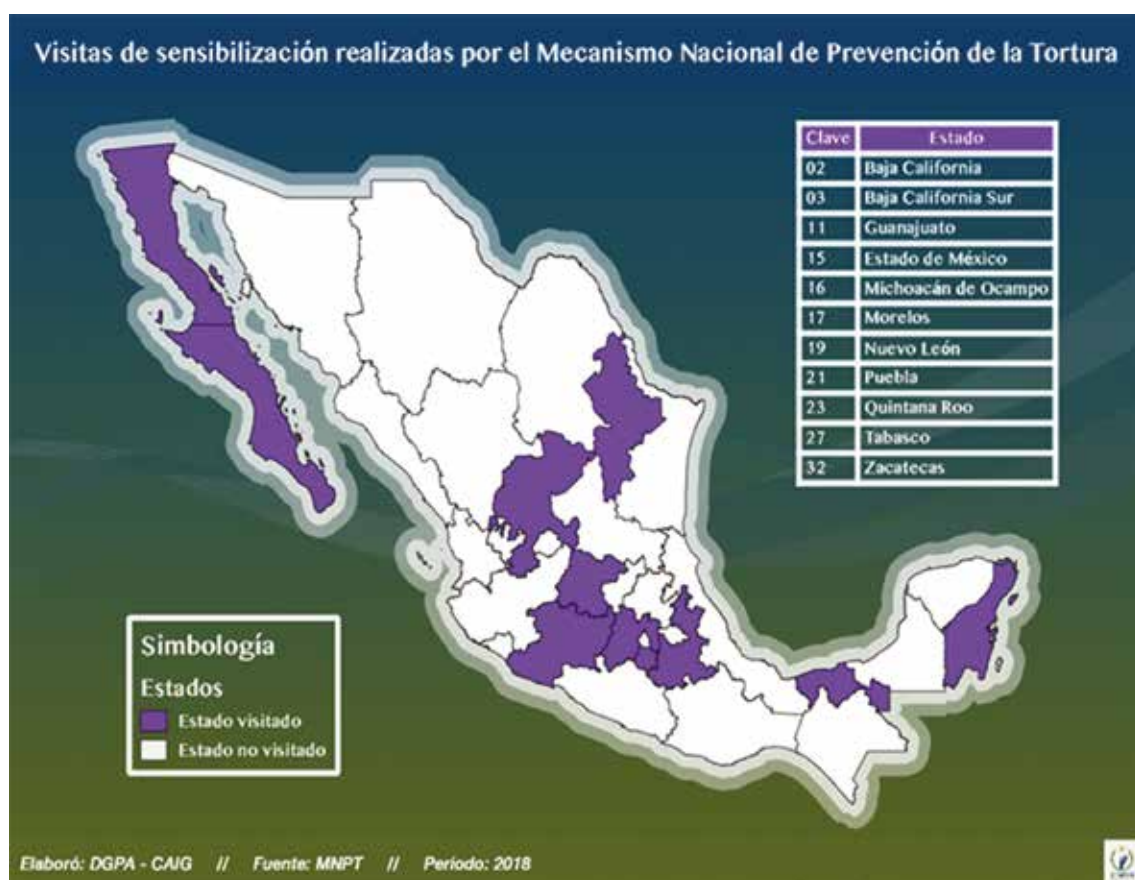 Visitas de sensibilización realizadas por el Mecanismo Nacional de Prevención de la Tortura
Clave Estado
02 Baja California
03 Baja California Sur
11 Guanajuato
15 Estado de México
16 Michoacán de Ocampo
17 Morelos
19 Nuevo León
21 Puebla
23 Quintana Roo
27 Tabasco
32 Zacatecas
Simbología
Estados
Estado visitado
Estado no visitado
Elaboró: DGPA - CAIG // Fuente: MNPT // Periodo: 2018